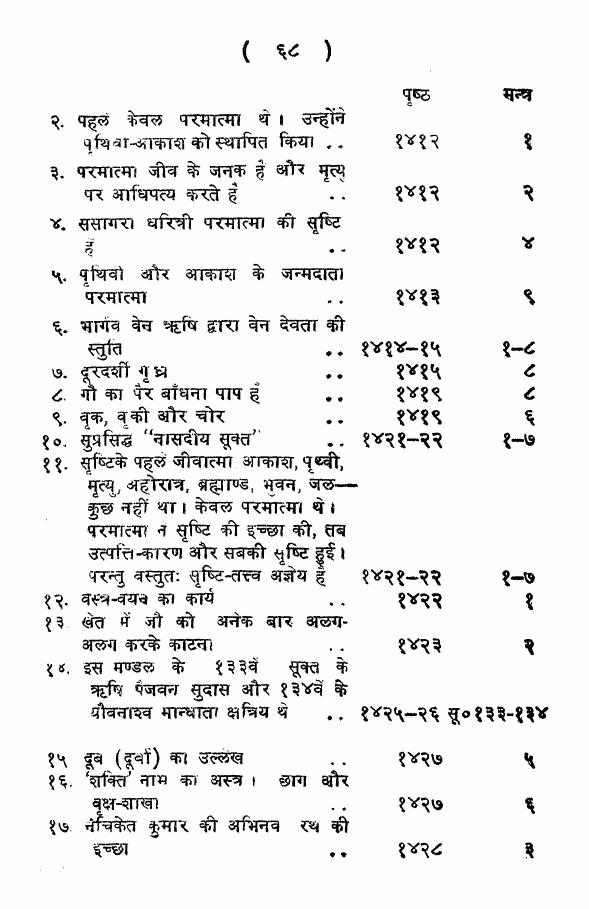 ( ६८ )
पृष्ठ मन्त्र
२. पहले केवल परमात्मा थे । उन्होंने
पृथिवी-आकाश को स्थापित किया .. १४१२ १
३. परमात्मा जीव के जनक हैं और मृत्यु
पर आधिपत्य करते हैं .. १४१२ २
४. ससागरा धरित्री परमात्मा की सृष्टि
है .. १४१२ ४
५. पृथिवी और आकाश के जन्मदाता
परमात्मा .. १४१३ ९
६. भार्गव वेन ऋषि द्वारा वेन देवता की
स्तुति .. १४१४–१५ १–८
७. दूरदर्शी गृध्र .. १४१५ ८
८. गौ का पैर बाँधना पाप है .. १४१९ ८
९. वृक, वृकी और चोर .. १४१९ ६
१०. सुप्रसिद्ध “नासदीय सूक्त” .. १४२१–२२ १–७
११. सृष्टिके पहले जीवात्मा आकाश, पृथ्वी,
मृत्यु, अहोरात्र, ब्रह्माण्ड, भुवन, जल—
कुछ नहीं था । केवल परमात्मा थे ।
परमात्मा ने सृष्टि की इच्छा की, तब
उत्पत्ति-कारण और सबकी सृष्टि हुई ।
परन्तु वस्तुतः सृष्टि-तत्त्व अज्ञेय है १४२१–२२ १–७
१२. वस्त्र-वयन का कार्य .. १४२२ १
१३. खेत में जौ को अनेक बार अलग-
अलग करके काटना .. १४२३ २
१४. इस मण्डल के १३३वें सूक्त के
ऋषि पैजवन सुदास और १३४वें के
यौवनाश्व मान्धाता क्षत्रिय थे .. १४२५–२६ सू० १३३-१३४
१५ दूब (दूर्वा) का उल्लेख .. १४२७ ५
१६. ‘शक्ति’ नाम का अस्त्र । छाग और
वृक्ष-शाखा .. १४२७ ६
१७. नचिकेत कुमार की अभिनव रथ की
इच्छा .. १४२८ ३